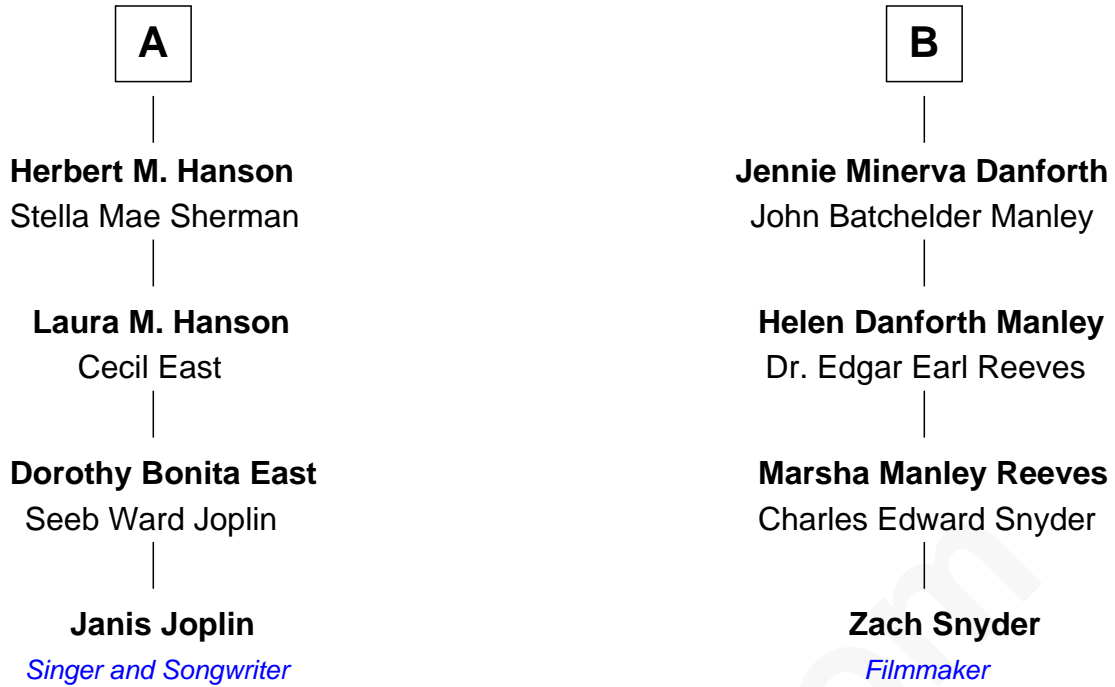 A
B
Herbert M. Hanson
Stella Mae Sherman
Jennie Minerva Danforth
John Batchelder Manley
Laura M. Hanson
Cecil East
Helen Danforth Manley
Dr. Edgar Earl Reeves
Dorothy Bonita East
Seeb Ward Joplin
Marsha Manley Reeves
Charles Edward Snyder
Janis Joplin
Singer and Songwriter
Zach Snyder
Filmmaker